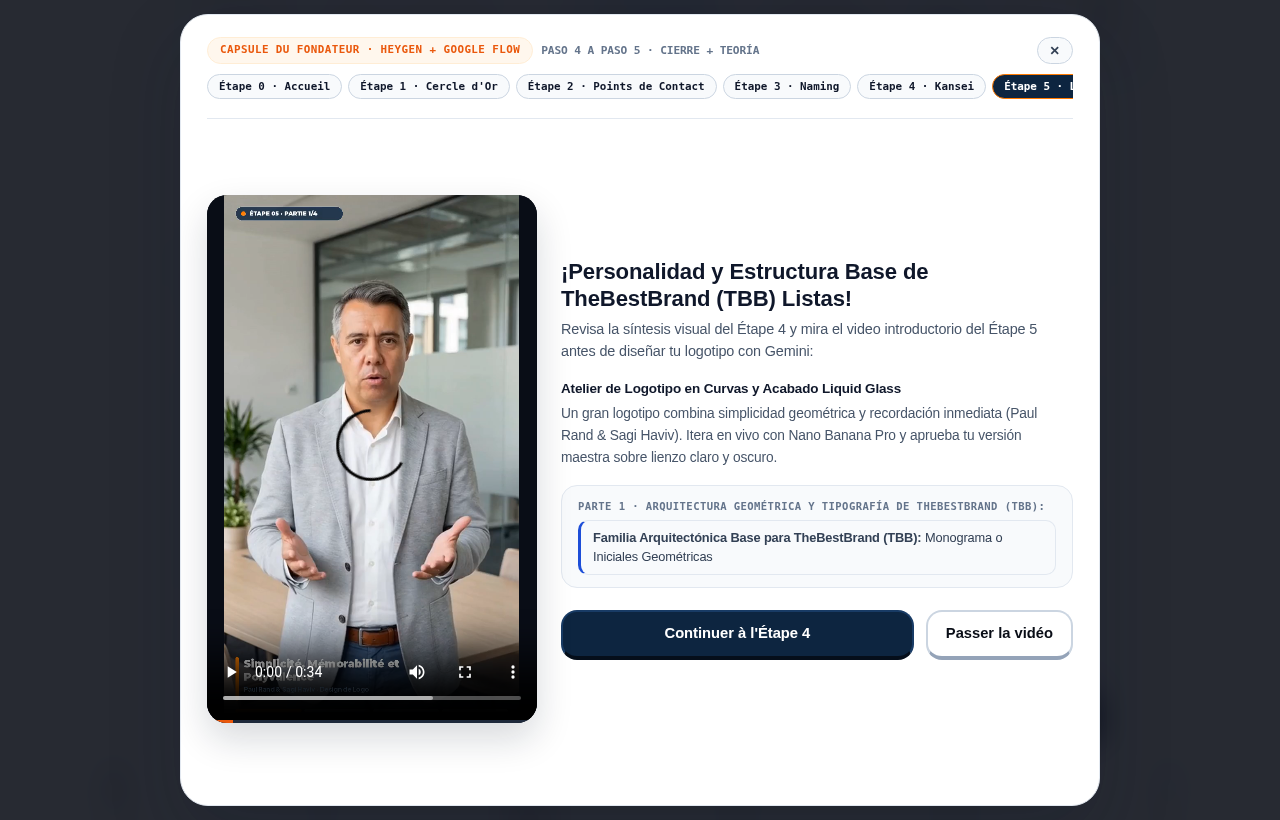 CAPSULE DU FONDATEUR · HEYGEN + GOOGLE FLOW
PASO 4 A PASO 5 · CIERRE + TEORÍA
✕
Étape 0 · Accueil
Étape 1 · Cercle d'Or
Étape 2 · Points de Contact
Étape 3 · Naming
Étape 4 · Kansei
Étape 5 · L
ÉTAPE 05 · PARTIE 1/4
Simplicité, Mémorabilité et
0:00 / 0:34
¡Personalidad y Estructura Base de
TheBestBrand (TBB) Listas!
Revisa la síntesis visual del Étape 4 y mira el video introductorio del Étape 5
antes de diseñar tu logotipo con Gemini:
Atelier de Logotipo en Curvas y Acabado Liquid Glass
Un gran logotipo combina simplicidad geométrica y recordación inmediata (Paul
Rand & Sagi Haviv). Itera en vivo con Nano Banana Pro y aprueba tu versión
maestra sobre lienzo claro y oscuro.
PARTE 1 · ARQUITECTURA GEOMÉTRICA Y TIPOGRAFÍA DE THEBESTBRAND (TBB):
Familia Arquitectónica Base para TheBestBrand (TBB): Monograma o
Iniciales Geométricas
Continuer à l'Étape 4
Passer la vidéo